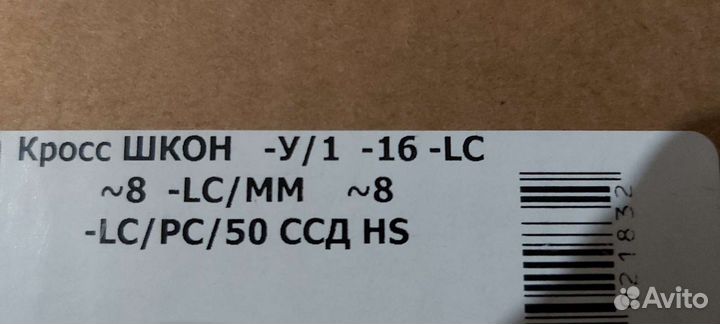 Кросс ШКОН -У/1 -16 -LC
~8 -LC/MM ~8
-LC/PC/50 ССД HS
21832
Avito